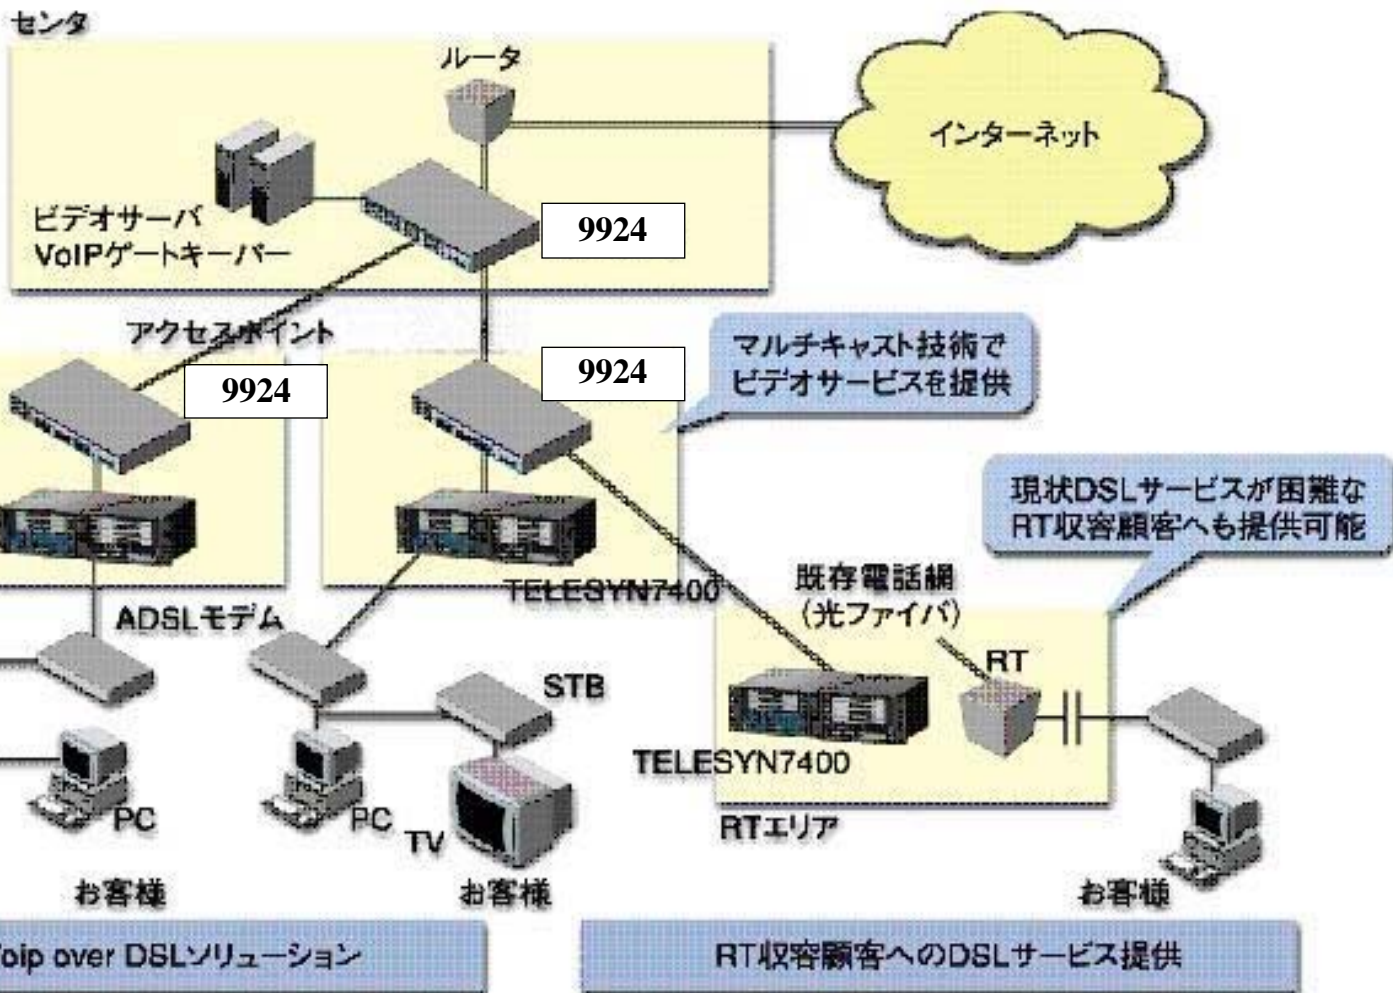 センタ
ルータ
インターネット
ビデオサーバ
VoIPゲートキーパー
9924
アクセスポイント
9924
9924
マルチキャスト技術で
ビデオサービスを提供
現状DSLサービスが困難な
RT収容顧客へも提供可能
TELESYN7400
既存電話網
(光ファイバ)
ADSLモデム
RT
STB
TELESYN7400
PC
PC
TV
RTエリア
お客様
お客様
お客様
oip over DSLソリューション
RT収容顧客へのDSLサービス提供